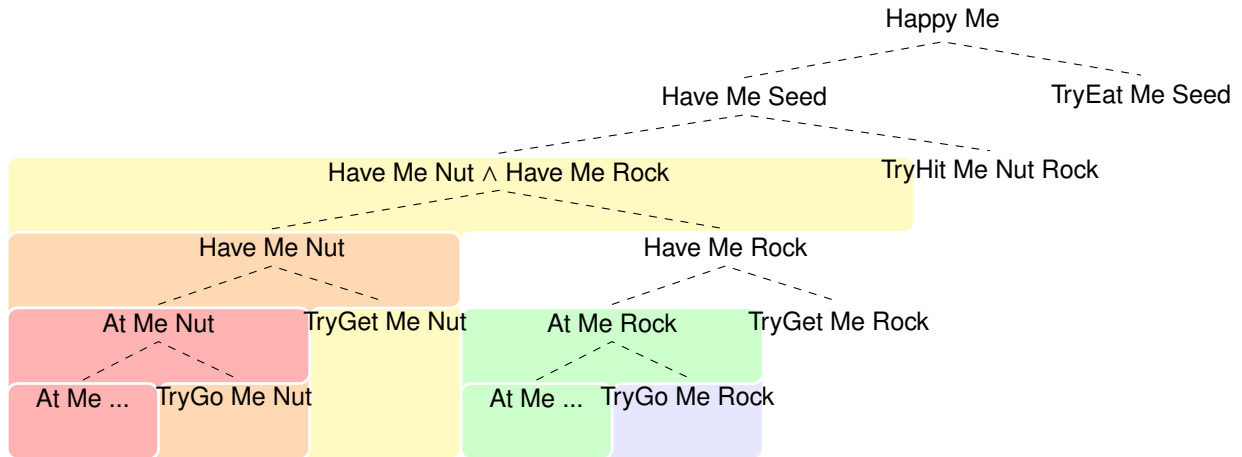 Happy Me
Have Me Seed
TryEat Me Seed
Have Me Nut ∧ Have Me Rock
TryHit Me Nut Rock
Have Me Nut
Have Me Rock
At Me Nut
TryGet Me Nut
At Me Rock
TryGet Me Rock
At Me ...
TryGo Me Nut
At Me ...
TryGo Me Rock